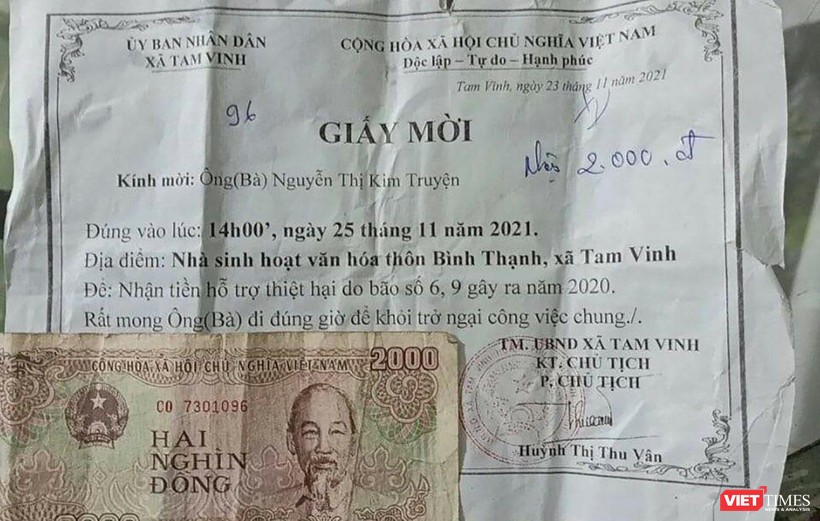 ỦY BAN NHÂN DÂN
XÃ TAM VINH
CỘNG HÒA XÃ HỘI CHỦ NGHĨA VIỆT NAM
Độc lập – Tự do – Hạnh phúc
Tam Vinh, ngày 23 tháng 11 năm 2021
96
GIẤY MỜI
Nhận 2.000.đ
Kính mời: Ông(Bà) Nguyễn Thị Kim Truyện
Đúng vào lúc: 14h00’, ngày 25 tháng 11 năm 2021.
Địa điểm: Nhà sinh hoạt văn hóa thôn Bình Thạnh, xã Tam Vinh
Đề: Nhận tiền hỗ trợ thiệt hại do bão số 6, 9 gây ra năm 2020.
Rất mong Ông(Bà) đi đúng giờ để khỏi trở ngại công việc chung./.
TM. UBND XÃ TAM VINH
KT. CHỦ TỊCH
P. CHỦ TỊCH
Huỳnh Thị Thu Vân
2000
CỘNG HÒA XÃ HỘI CHỦ NGHĨA VIỆT NAM
CO 7301096
HAI
NGHÌN
ĐỒNG
VIETTIMES
NEWS & ANALYSIS